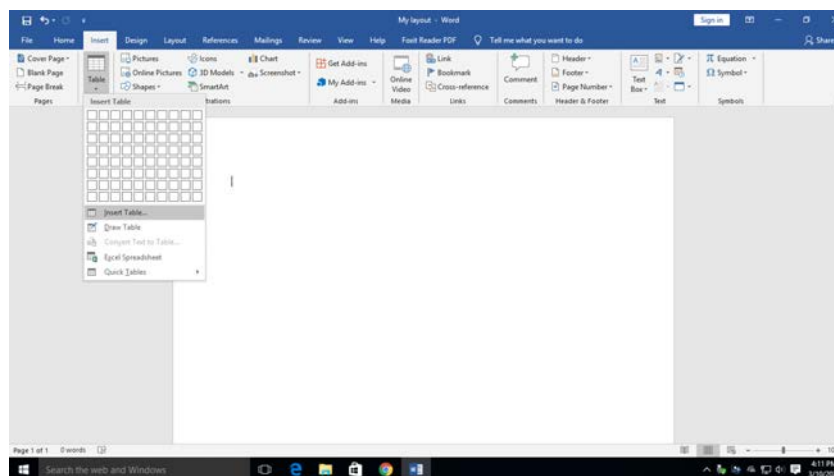 My layout - Word
Sign in
File Home Insert Design Layout References Mailings Review View Help Foxit Reader PDF Tell me what you want to do Share
Cover Page
Blank Page
Page Break
Pages
Table
Pictures
Online Pictures
Shapes
Icons
3D Models
SmartArt
Chart
Screenshot
trations
Get Add-ins
My Add-ins
Add-ins
Online
Video
Media
Link
Bookmark
Cross-reference
Links
Comment
Comments
Header
Footer
Page Number
Header & Footer
Text
Box
Text
Equation
Symbol
Symbols
Insert Table
Insert Table...
Draw Table
Convert Text to Table...
Excel Spreadsheet
Quick Tables
Page 1 of 1 0 words
Search the web and Windows
4:11 PM